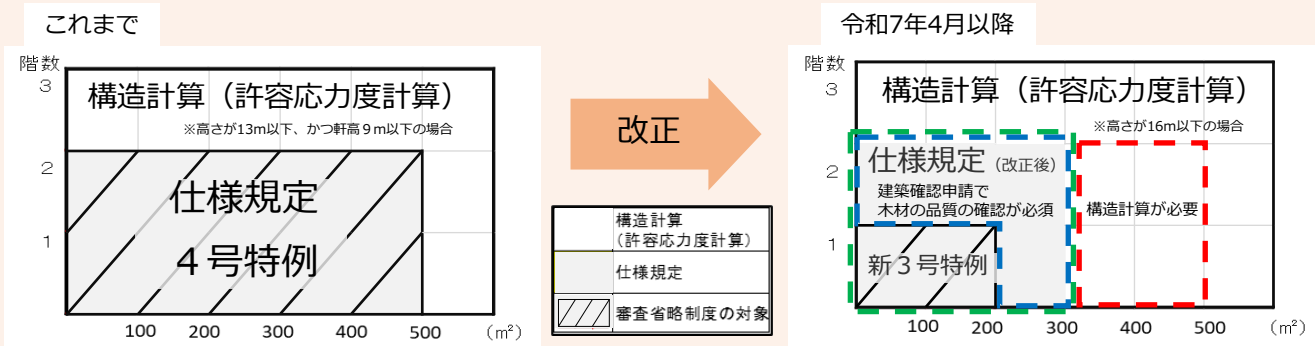 これまで
階数
3
構造計算（許容応力度計算）
※高さが13m以下、かつ軒高９m以下の場合
2
仕様規定
1
４号特例
100 200 300 400 500 (㎡)
改正
構造計算
(許容応力度計算)
仕様規定
審査省略制度の対象
令和7年4月以降
階数
3
構造計算（許容応力度計算）
※高さが16m以下の場合
2
仕様規定 (改正後)
建築確認申請で
木材の品質の確認が必須
構造計算が必要
1
新３号特例
100 200 300 400 500 (㎡)